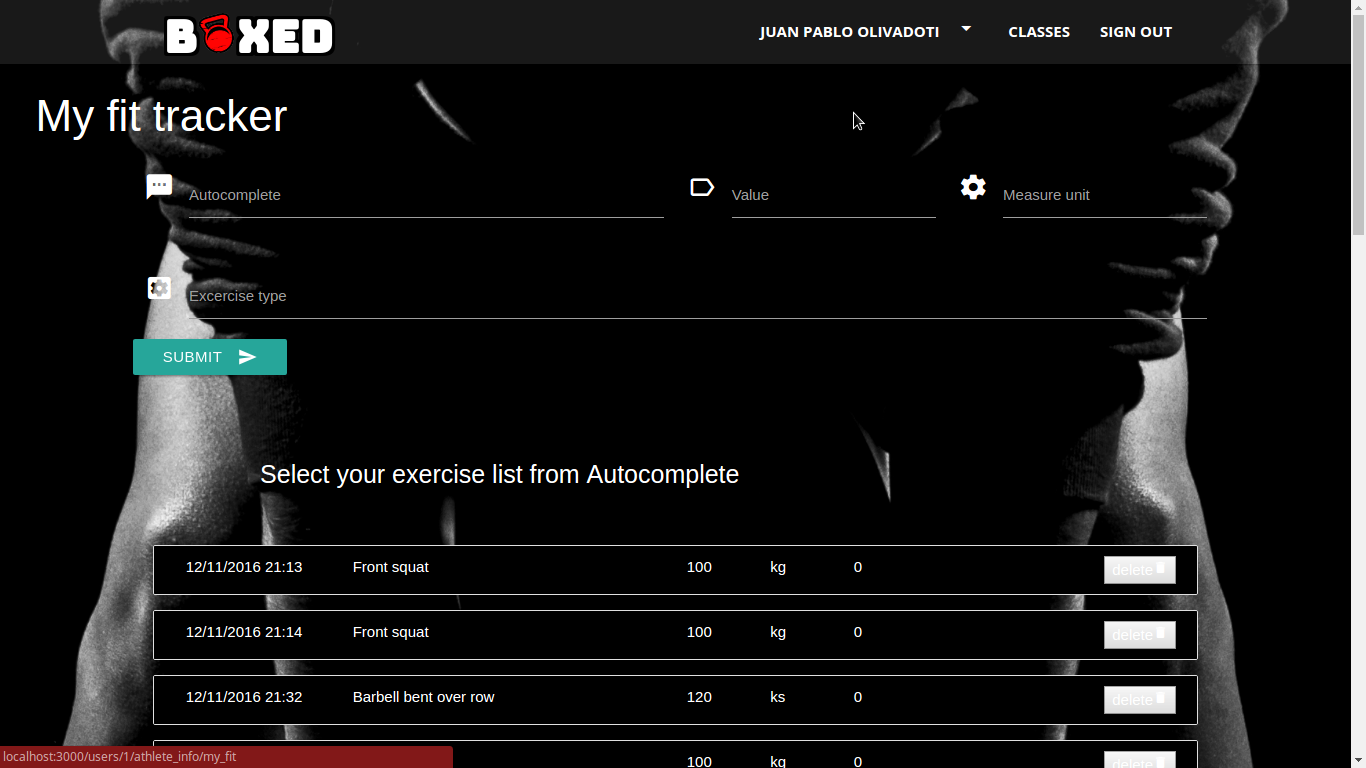 BOXED
JUAN PABLO OLIVADOTI CLASSES SIGN OUT
My fit tracker
Autocomplete Value Measure unit
Excercise type
SUBMIT
Select your exercise list from Autocomplete
12/11/2016 21:13 Front squat 100 kg 0 delete
12/11/2016 21:14 Front squat 100 kg 0 delete
12/11/2016 21:32 Barbell bent over row 120 ks 0 delete
100 kg 0 delete
localhost:3000/users/1/athlete_info/my_fit